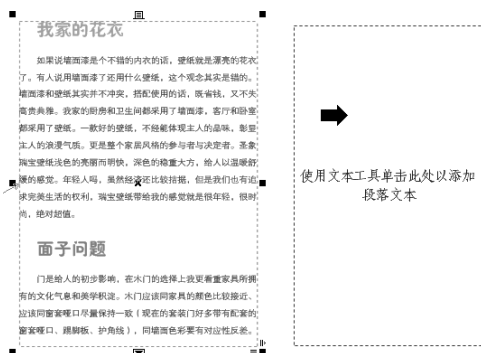 我家的花衣
如果说墙面漆是个不错的内衣的话，壁纸就是漂亮的花衣
了。有人说用墙面漆了还用什么壁纸，这个观念其实是错的。
墙面漆和壁纸其实并不冲突，搭配使用的话，既省钱，又不失
高贵典雅。我家的厨房和卫生间都采用了墙面漆，客厅和卧室
都采用了壁纸。一款好的壁纸，不经能体现主人的品味，彰显
主人的浪漫气质。更是整个家居风格的参与者与决定者。圣象
瑞宝壁纸浅色的亮丽而明快，深色的稳重大方，给人以温暖舒
缓的感觉。年轻人吗，虽然经济还比较拮据，但是我们也有追
求完美生活的权利，瑞宝壁纸带给我的感觉就是很年轻，很时
尚，绝对超值。
面子问题
门是给人的初步影响，在木门的选择上我更看重家具所拥
有的文化气息和美学积淀。木门应该同家具的颜色比较接近、
应该同窗套哑口尽量保持一致（现在的套装门好多带有配套的
窗套哑口、踢脚板、护角线），同墙面色彩要有对应性反差。
使用文本工具单击此处以添加
段落文本